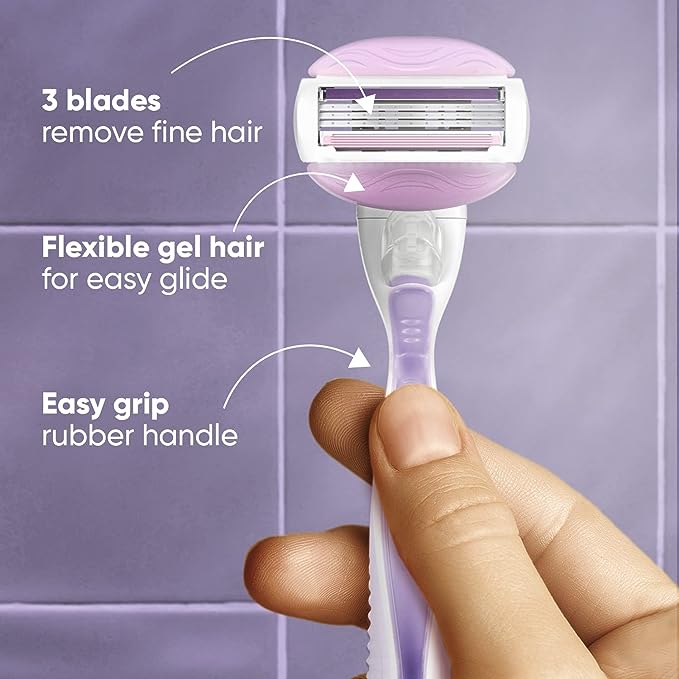 3 blades
remove fine hair
Flexible gel hair
for easy glide
Easy grip
rubber handle